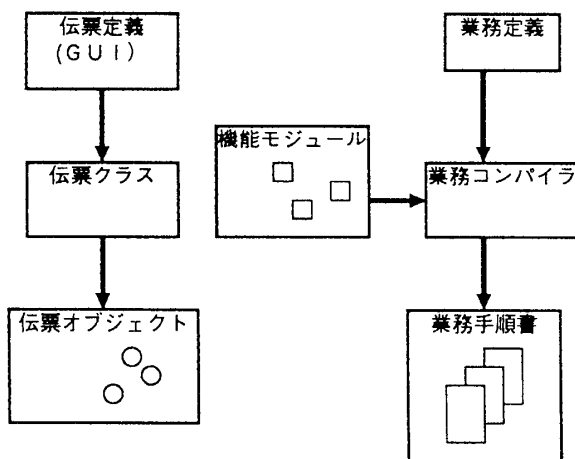 伝票定義
(ＧＵＩ)
業務定義
機能モジュール
伝票クラス
業務コンパイラ
伝票オブジェクト
業務手順書